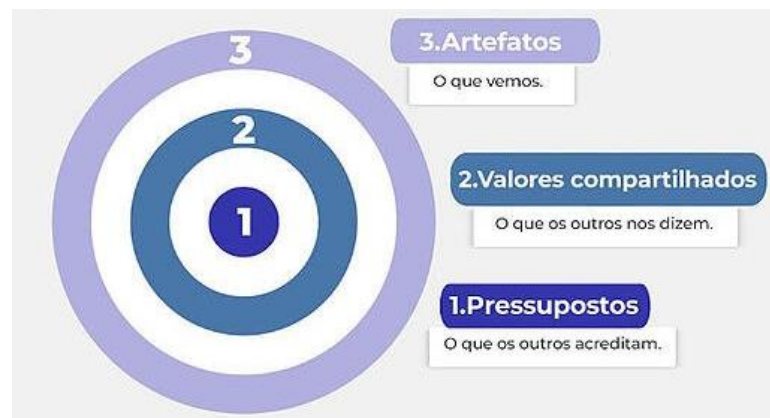 3
3.Artefatos
O que vemos.
2
2.Valores compartilhados
O que os outros nos dizem.
1
1.Pressupostos
O que os outros acreditam.